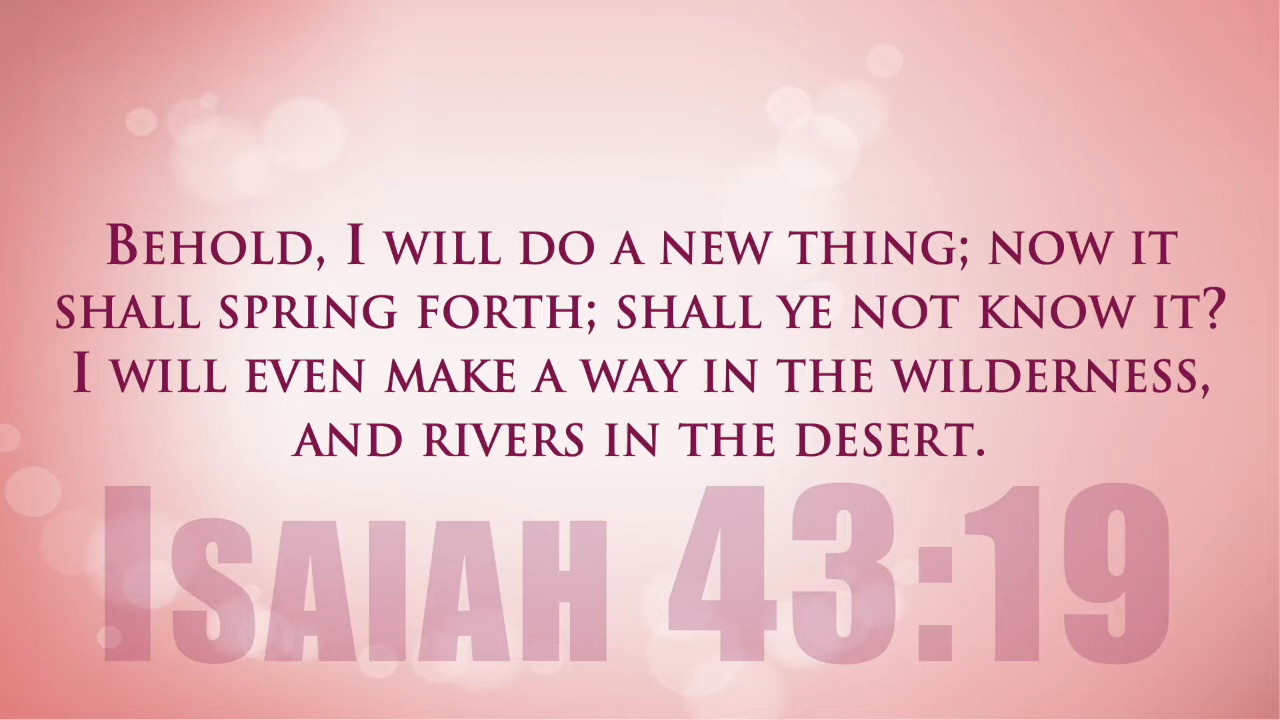 Behold, I will do a new thing; now it
shall spring forth; shall ye not know it?
I will even make a way in the wilderness,
and rivers in the desert.
Isaiah 43:19